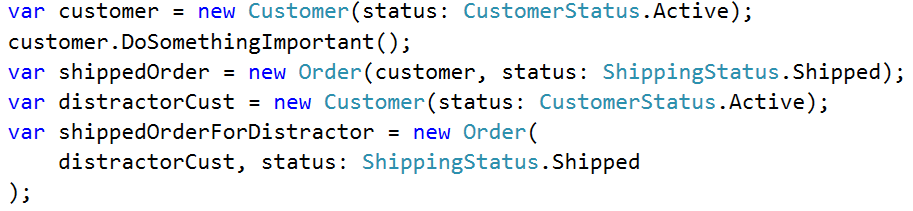 var customer = new Customer(status: CustomerStatus.Active);
customer.DoSomethingImportant();
var shippedOrder = new Order(customer, status: ShippingStatus.Shipped);
var distractorCust = new Customer(status: CustomerStatus.Active);
var shippedOrderForDistractor = new Order(
    distractorCust, status: ShippingStatus.Shipped
);